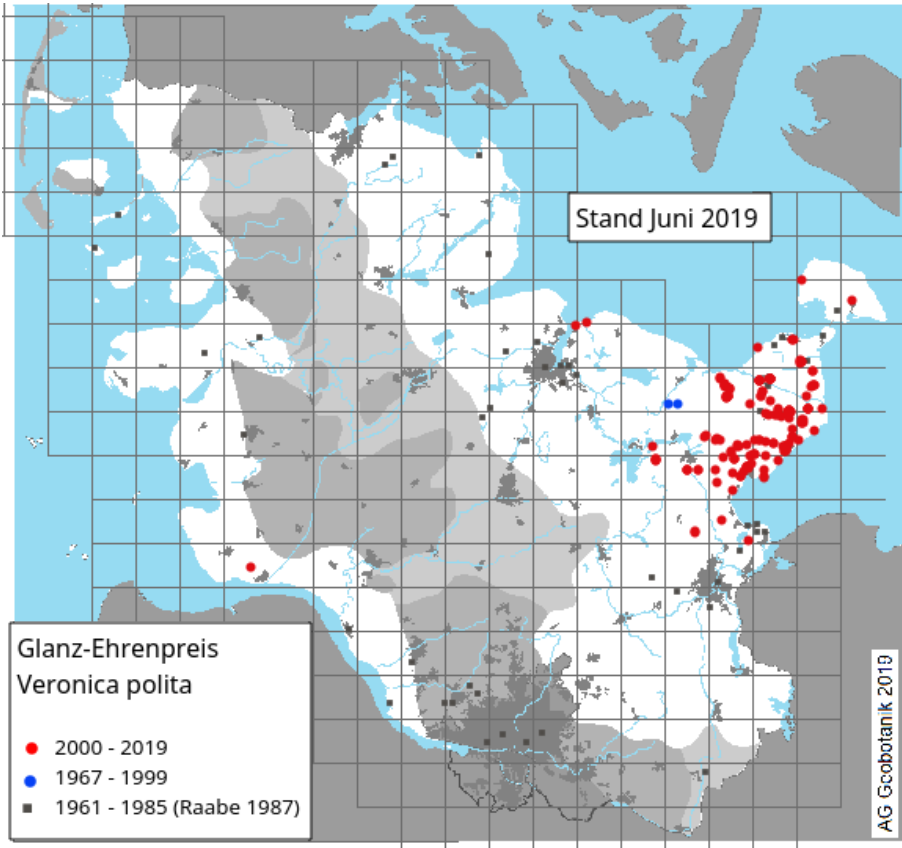 Stand Juni 2019
Glanz-Ehrenpreis
Veronica polita
2000 - 2019
1967 - 1999
1961 - 1985 (Raabe 1987)
AG Geobotanik 2019